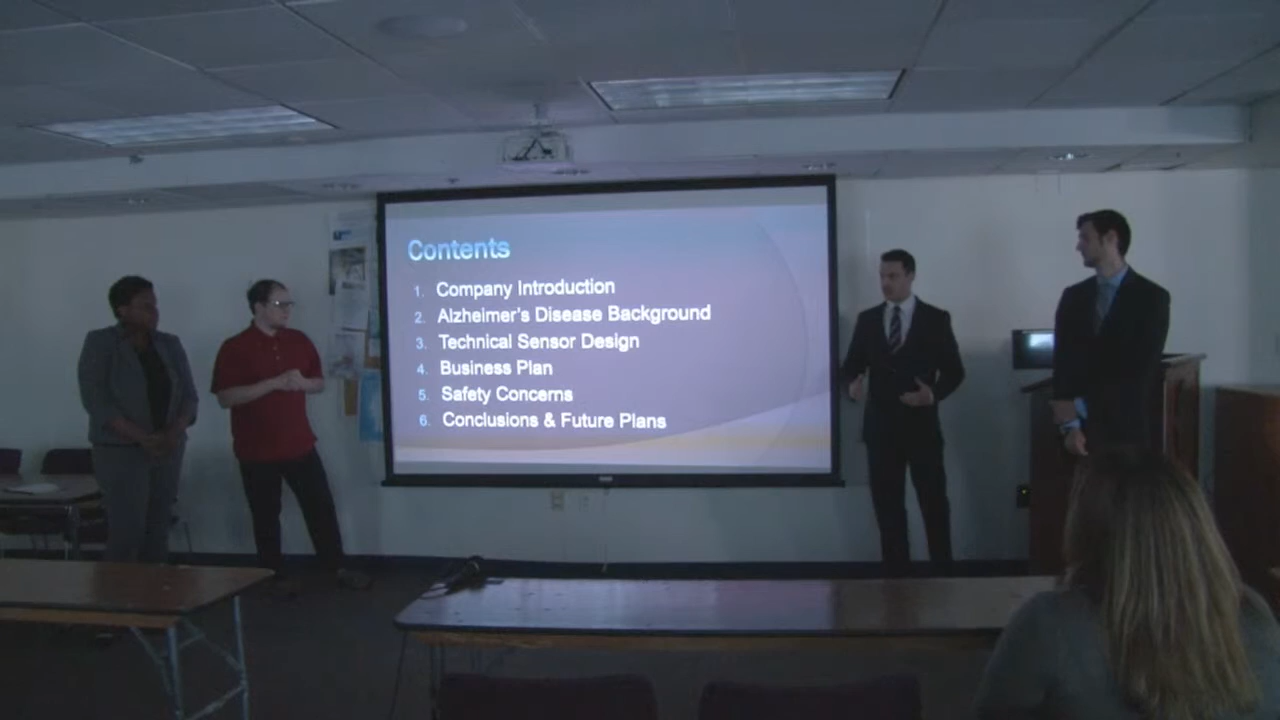 Contents
1. Company Introduction
2. Alzheimer's Disease Background
3. Technical Sensor Design
4. Business Plan
5. Safety Concerns
6. Conclusions & Future Plans